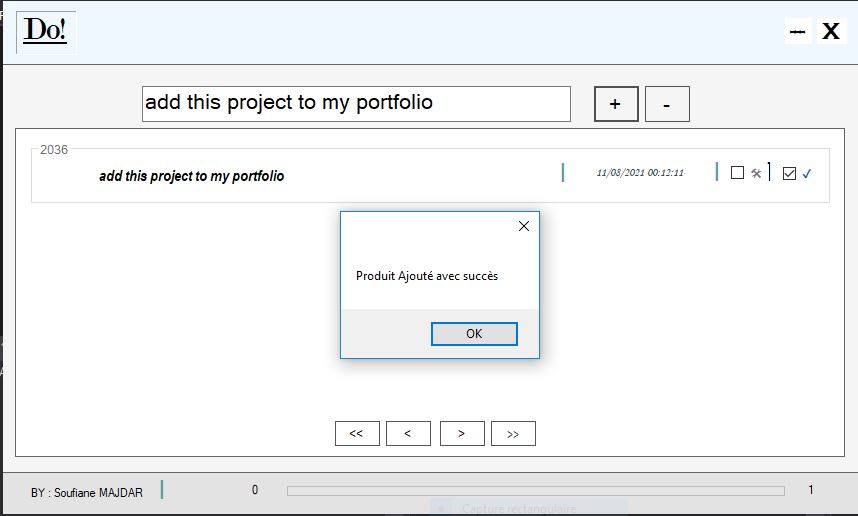 Do!
X
add this project to my portfolio
+ -
2036
add this project to my portfolio 11/08/2021 00:12:11
Produit Ajouté avec succès
OK
<< < > >>
BY : Soufiane MAJDAR 0 1
Capture rectangulaire